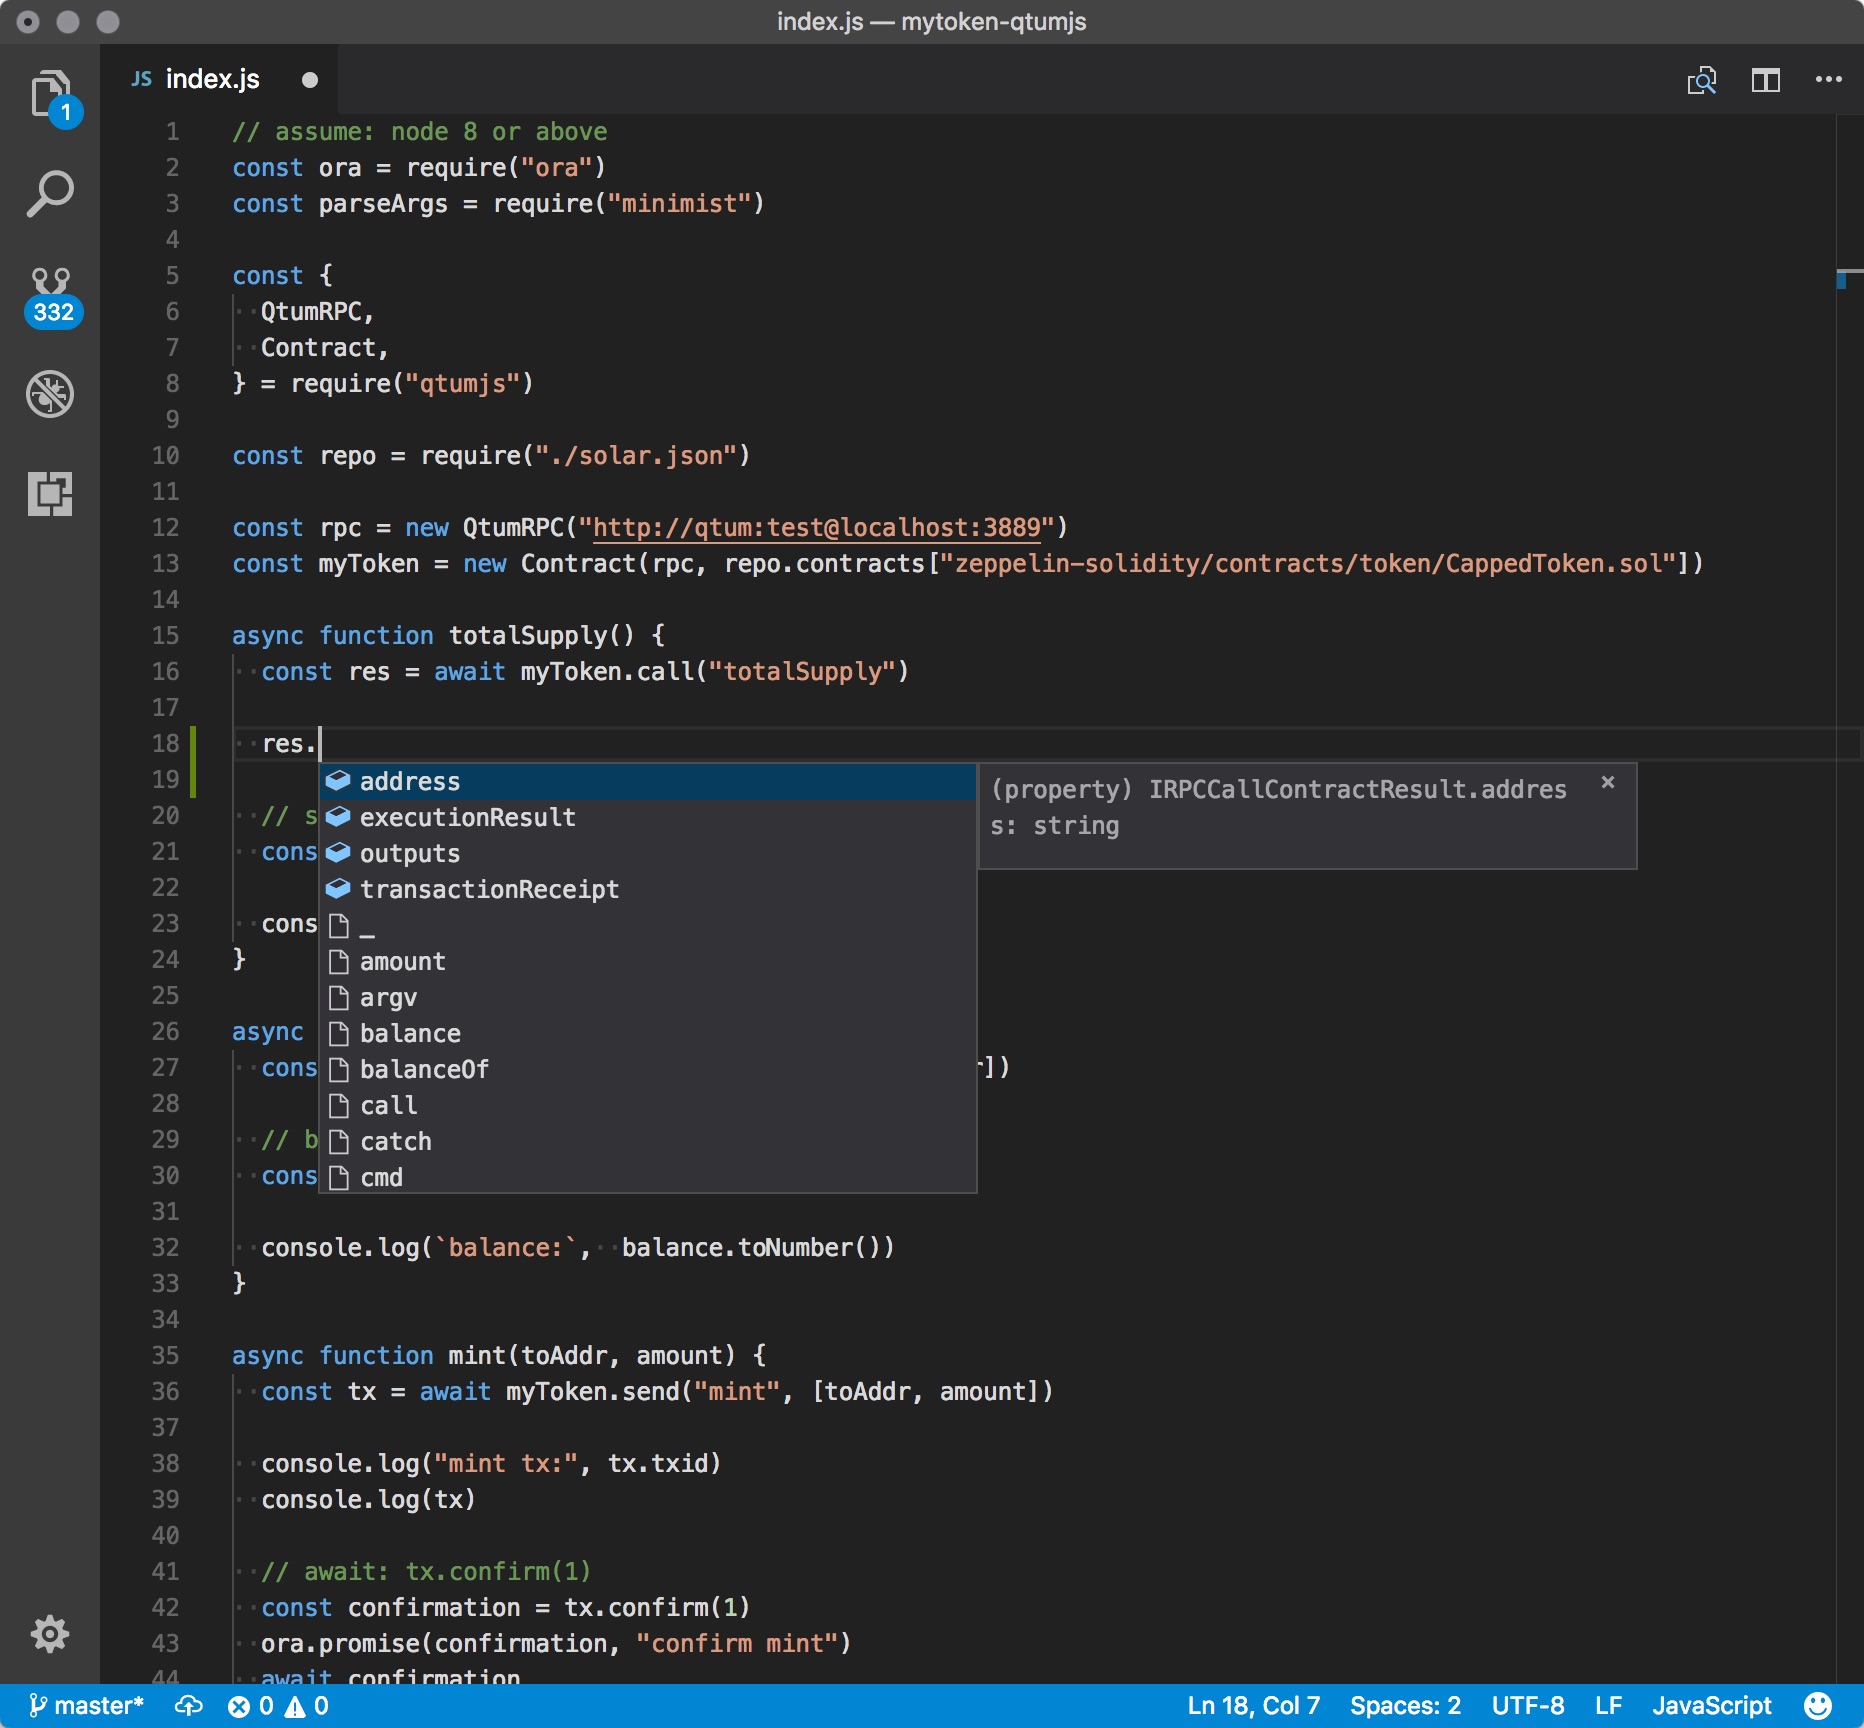 index.js — mytoken-qtumjs
JS index.js
1
332
1 // assume: node 8 or above
2 const ora = require("ora")
3 const parseArgs = require("minimist")
4
5 const {
6 QtumRPC,
7 Contract,
8 } = require("qtumjs")
9
10 const repo = require("./solar.json")
11
12 const rpc = new QtumRPC("http://qtum:test@localhost:3889")
13 const myToken = new Contract(rpc, repo.contracts["zeppelin-solidity/contracts/token/CappedToken.sol"])
14
15 async function totalSupply() {
16 const res = await myToken.call("totalSupply")
17
18 res.
19
20 // s
21 cons
22
23 cons
24 }
25
26 async
27 cons r])
28
29 // b
30 cons
31
32 console.log(`balance:`, balance.toNumber())
33 }
34
35 async function mint(toAddr, amount) {
36 const tx = await myToken.send("mint", [toAddr, amount])
37
38 console.log("mint tx:", tx.txid)
39 console.log(tx)
40
41 // await: tx.confirm(1)
42 const confirmation = tx.confirm(1)
43 ora.promise(confirmation, "confirm mint")
44 await confirmation
address
executionResult
outputs
transactionReceipt
_
amount
argv
balance
balanceOf
call
catch
cmd
(property) IRPCCallContractResult.addres
s: string
×
master* 0 0 Ln 18, Col 7 Spaces: 2 UTF-8 LF JavaScript